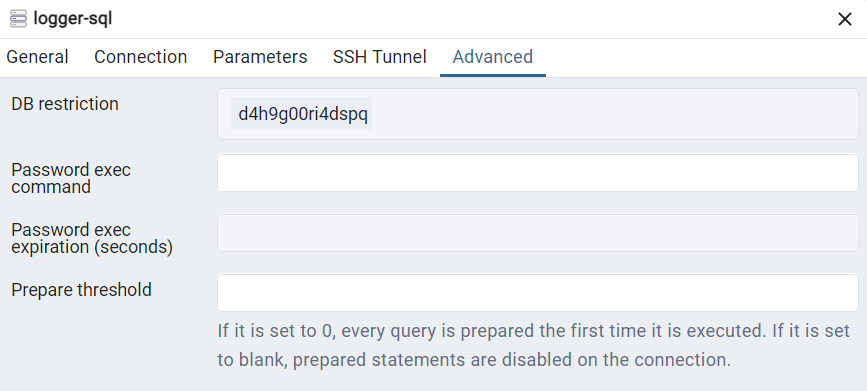 logger-sql
General Connection Parameters SSH Tunnel Advanced
DB restriction
d4h9g00ri4dspq
Password exec
command
Password exec
expiration (seconds)
Prepare threshold
If it is set to 0, every query is prepared the first time it is executed. If it is set
to blank, prepared statements are disabled on the connection.